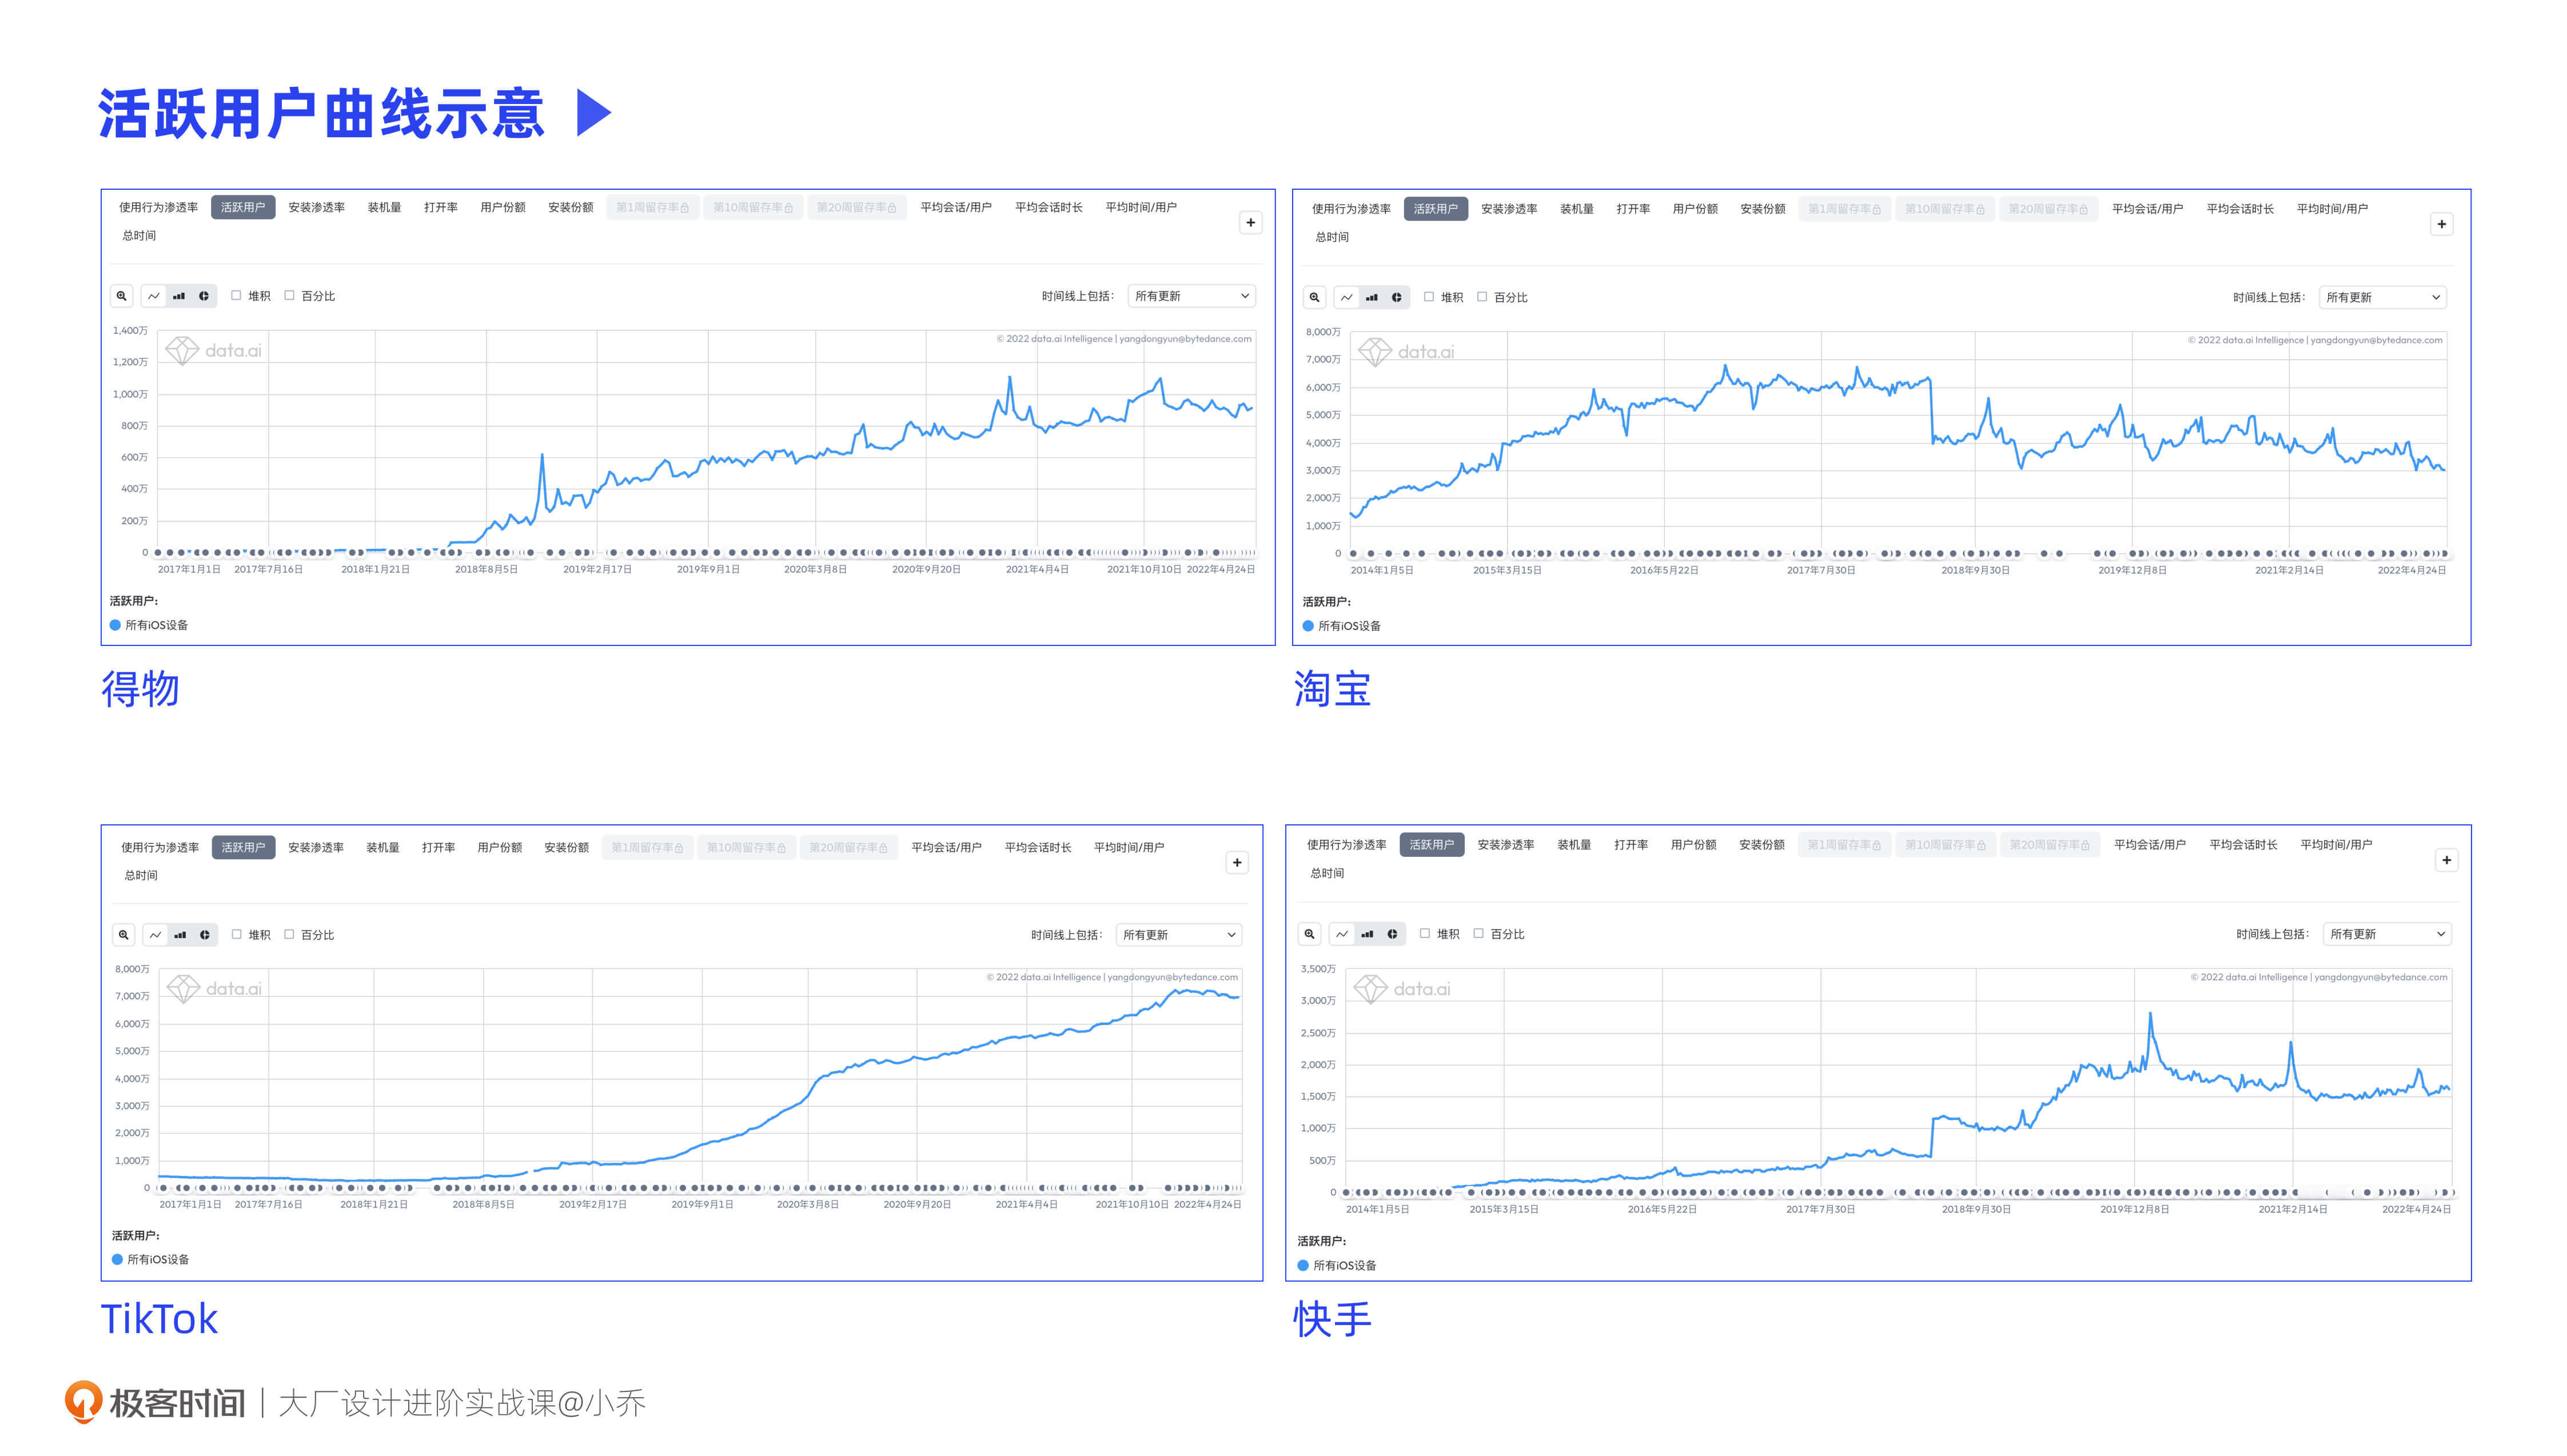 活跃用户曲线示意
使用行为渗透率 活跃用户 安装渗透率 装机量 打开率 用户份额 安装份额 第1周留存率 第10周留存率 第20周留存率 平均会话/用户 平均会话时长 平均时间/用户
总时间
堆积 百分比 时间线上包括: 所有更新
data.ai
© 2022 data.ai Intelligence | yangdongyun@bytedance.com
1,400万
1,200万
1,000万
800万
600万
400万
200万
0
2017年1月1日 2017年7月16日 2018年1月21日 2018年8月5日 2019年2月17日 2019年9月1日 2020年3月8日 2020年9月20日 2021年4月4日 2021年10月10日 2022年4月24日
活跃用户:
所有iOS设备
得物
使用行为渗透率 活跃用户 安装渗透率 装机量 打开率 用户份额 安装份额 第1周留存率 第10周留存率 第20周留存率 平均会话/用户 平均会话时长 平均时间/用户
总时间
堆积 百分比 时间线上包括: 所有更新
data.ai
© 2022 data.ai Intelligence | yangdongyun@bytedance.com
8,000万
7,000万
6,000万
5,000万
4,000万
3,000万
2,000万
1,000万
0
2014年1月5日 2015年3月15日 2016年5月22日 2017年7月30日 2018年9月30日 2019年12月8日 2021年2月14日 2022年4月24日
活跃用户:
所有iOS设备
淘宝
使用行为渗透率 活跃用户 安装渗透率 装机量 打开率 用户份额 安装份额 第1周留存率 第10周留存率 第20周留存率 平均会话/用户 平均会话时长 平均时间/用户
总时间
堆积 百分比 时间线上包括: 所有更新
data.ai
© 2022 data.ai Intelligence | yangdongyun@bytedance.com
8,000万
7,000万
6,000万
5,000万
4,000万
3,000万
2,000万
1,000万
0
2017年1月1日 2017年7月16日 2018年1月21日 2018年8月5日 2019年2月17日 2019年9月1日 2020年3月8日 2020年9月20日 2021年4月4日 2021年10月10日 2022年4月24日
活跃用户:
所有iOS设备
TikTok
使用行为渗透率 活跃用户 安装渗透率 装机量 打开率 用户份额 安装份额 第1周留存率 第10周留存率 第20周留存率 平均会话/用户 平均会话时长 平均时间/用户
总时间
堆积 百分比 时间线上包括: 所有更新
data.ai
© 2022 data.ai Intelligence | yangdongyun@bytedance.com
3,500万
3,000万
2,500万
2,000万
1,500万
1,000万
500万
0
2014年1月5日 2015年3月15日 2016年5月22日 2017年7月30日 2018年9月30日 2019年12月8日 2021年2月14日 2022年4月24日
活跃用户:
所有iOS设备
快手
极客时间 | 大厂设计进阶实战课@小乔